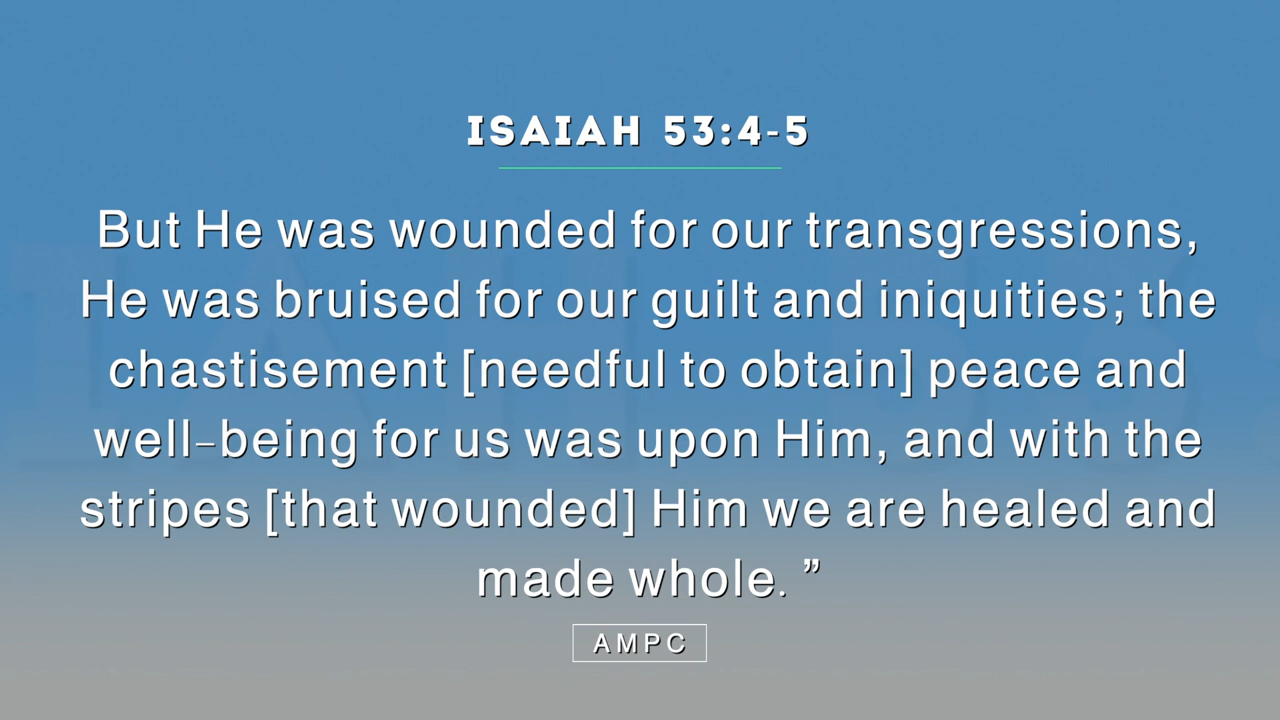 ISAIAH 53:4-5
But He was wounded for our transgressions,
He was bruised for our guilt and iniquities; the
chastisement [needful to obtain] peace and
well-being for us was upon Him, and with the
stripes [that wounded] Him we are healed and
made whole. ”
AMPC